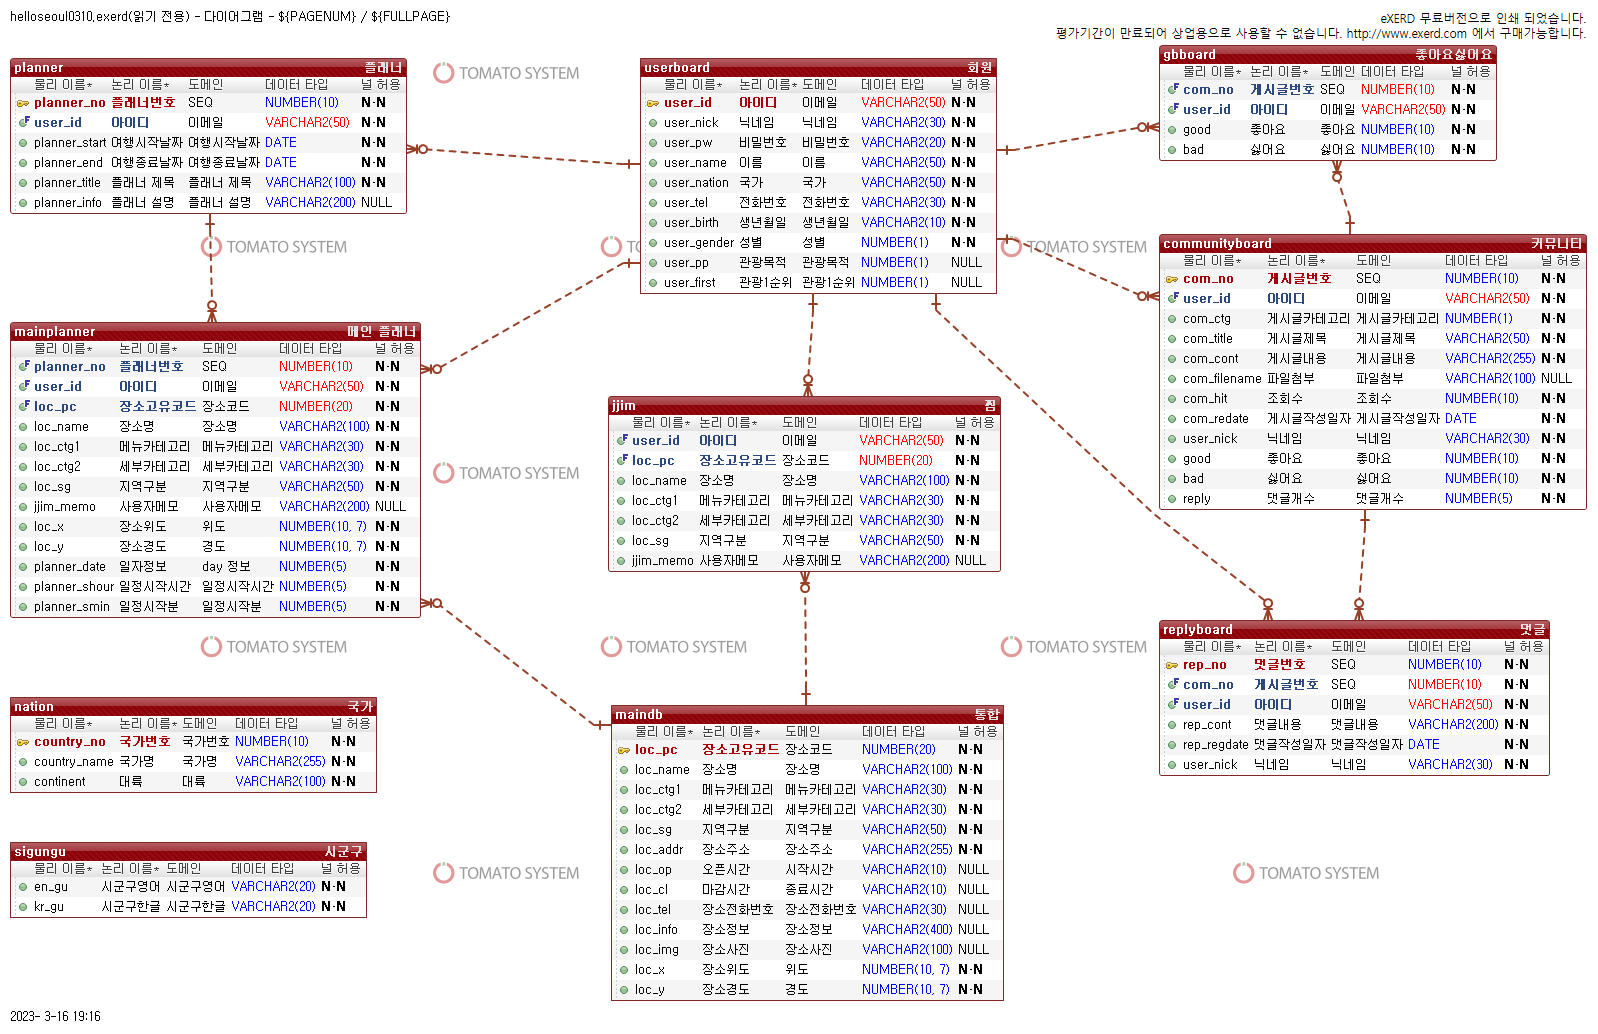 helloseoul0310,exerd(읽기 전용) - 다이어그램 - ${PAGENUM} / ${FULLPAGE}
eXERD 무료버전으로 인쇄 되었습니다.
평가기간이 만료되어 상업용으로 사용할 수 없습니다. http://www.exerd.com 에서 구매가능합니다.
planner 플래너
물리 이름* 논리 이름* 도메인 데이터 타입 널 허용
planner_no 플래너번호 SEQ NUMBER(10) N-N
user_id 아이디 이메일 VARCHAR2(50) N-N
planner_start 여행시작날짜 여행시작날짜 DATE N-N
planner_end 여행종료날짜 여행종료날짜 DATE N-N
planner_title 플래너 제목 플래너 제목 VARCHAR2(100) N-N
planner_info 플래너 설명 플래너 설명 VARCHAR2(200) NULL
TOMATO SYSTEM
userboard 회원
물리 이름* 논리 이름* 도메인 데이터 타입 널 허용
user_id 아이디 이메일 VARCHAR2(50) N-N
user_nick 닉네임 닉네임 VARCHAR2(30) N-N
user_pw 비밀번호 비밀번호 VARCHAR2(20) N-N
user_name 이름 이름 VARCHAR2(50) N-N
user_nation 국가 국가 VARCHAR2(50) N-N
user_tel 전화번호 전화번호 VARCHAR2(30) N-N
user_birth 생년월일 생년월일 VARCHAR2(10) N-N
user_gender 성별 성별 NUMBER(1) N-N
user_pp 관광목적 관광목적 NUMBER(1) NULL
user_first 관광1순위 관광1순위 NUMBER(1) NULL
gbboard 좋아요싫어요
물리 이름* 논리 이름* 도메인 데이터 타입 널 허용
com_no 게시글번호 SEQ NUMBER(10) N-N
user_id 아이디 이메일 VARCHAR2(50) N-N
good 좋아요 좋아요 NUMBER(10) N-N
bad 싫어요 싫어요 NUMBER(10) N-N
TOMATO SYSTEM
TOMATO SYSTEM
communityboard 커뮤니티
물리 이름* 논리 이름* 도메인 데이터 타입 널 허용
com_no 게시글번호 SEQ NUMBER(10) N-N
user_id 아이디 이메일 VARCHAR2(50) N-N
com_ctg 게시글카테고리 게시글카테고리 NUMBER(1) N-N
com_title 게시글제목 게시글제목 VARCHAR2(50) N-N
com_cont 게시글내용 게시글내용 VARCHAR2(255) N-N
com_filename 파일첨부 파일첨부 VARCHAR2(100) NULL
com_hit 조회수 조회수 NUMBER(10) N-N
com_redate 게시글작성일자 게시글작성일자 DATE N-N
user_nick 닉네임 닉네임 VARCHAR2(30) N-N
good 좋아요 좋아요 NUMBER(10) N-N
bad 싫어요 싫어요 NUMBER(10) N-N
reply 댓글개수 댓글개수 NUMBER(5) N-N
mainplanner 메인 플래너
물리 이름* 논리 이름* 도메인 데이터 타입 널 허용
planner_no 플래너번호 SEQ NUMBER(10) N-N
user_id 아이디 이메일 VARCHAR2(50) N-N
loc_pc 장소고유코드 장소코드 NUMBER(20) N-N
loc_name 장소명 장소명 VARCHAR2(100) N-N
loc_ctg1 메뉴카테고리 메뉴카테고리 VARCHAR2(30) N-N
loc_ctg2 세부카테고리 세부카테고리 VARCHAR2(30) N-N
loc_sg 지역구분 지역구분 VARCHAR2(50) N-N
jjim_memo 사용자메모 사용자메모 VARCHAR2(200) NULL
loc_x 장소위도 위도 NUMBER(10, 7) N-N
loc_y 장소경도 경도 NUMBER(10, 7) N-N
planner_date 일자정보 day 정보 NUMBER(5) N-N
planner_shour 일정시작시간 일정시작시간 NUMBER(5) N-N
planner_smin 일정시작분 일정시작분 NUMBER(5) N-N
TOMATO SYSTEM
jjim 찜
물리 이름* 논리 이름* 도메인 데이터 타입 널 허용
user_id 아이디 이메일 VARCHAR2(50) N-N
loc_pc 장소고유코드 장소코드 NUMBER(20) N-N
loc_name 장소명 장소명 VARCHAR2(100) N-N
loc_ctg1 메뉴카테고리 메뉴카테고리 VARCHAR2(30) N-N
loc_ctg2 세부카테고리 세부카테고리 VARCHAR2(30) N-N
loc_sg 지역구분 지역구분 VARCHAR2(50) N-N
jjim_memo 사용자메모 사용자메모 VARCHAR2(200) NULL
TOMATO SYSTEM
TOMATO SYSTEM
TOMATO SYSTEM
replyboard 댓글
물리 이름* 논리 이름* 도메인 데이터 타입 널 허용
rep_no 댓글번호 SEQ NUMBER(10) N-N
com_no 게시글번호 SEQ NUMBER(10) N-N
user_id 아이디 이메일 VARCHAR2(50) N-N
rep_cont 댓글내용 댓글내용 VARCHAR2(200) N-N
rep_regdate 댓글작성일자 댓글작성일자 DATE N-N
user_nick 닉네임 닉네임 VARCHAR2(30) N-N
nation 국가
물리 이름* 논리 이름* 도메인 데이터 타입 널 허용
country_no 국가번호 국가번호 NUMBER(10) N-N
country_name 국가명 국가명 VARCHAR2(255) N-N
continent 대륙 대륙 VARCHAR2(100) N-N
maindb 통합
물리 이름* 논리 이름* 도메인 데이터 타입 널 허용
loc_pc 장소고유코드 장소코드 NUMBER(20) N-N
loc_name 장소명 장소명 VARCHAR2(100) N-N
loc_ctg1 메뉴카테고리 메뉴카테고리 VARCHAR2(30) N-N
loc_ctg2 세부카테고리 세부카테고리 VARCHAR2(30) N-N
loc_sg 지역구분 지역구분 VARCHAR2(50) N-N
loc_addr 장소주소 장소주소 VARCHAR2(255) N-N
loc_op 오픈시간 시작시간 VARCHAR2(10) NULL
loc_cl 마감시간 종료시간 VARCHAR2(10) NULL
loc_tel 장소전화번호 장소전화번호 VARCHAR2(30) NULL
loc_info 장소정보 장소정보 VARCHAR2(400) NULL
loc_img 장소사진 장소사진 VARCHAR2(100) NULL
loc_x 장소위도 위도 NUMBER(10, 7) N-N
loc_y 장소경도 경도 NUMBER(10, 7) N-N
sigungu 시군구
물리 이름* 논리 이름* 도메인 데이터 타입 널 허용
en_gu 시군구영어 시군구영어 VARCHAR2(20) N-N
kr_gu 시군구한글 시군구한글 VARCHAR2(20) N-N
TOMATO SYSTEM
TOMATO SYSTEM
2023- 3-16 19:16